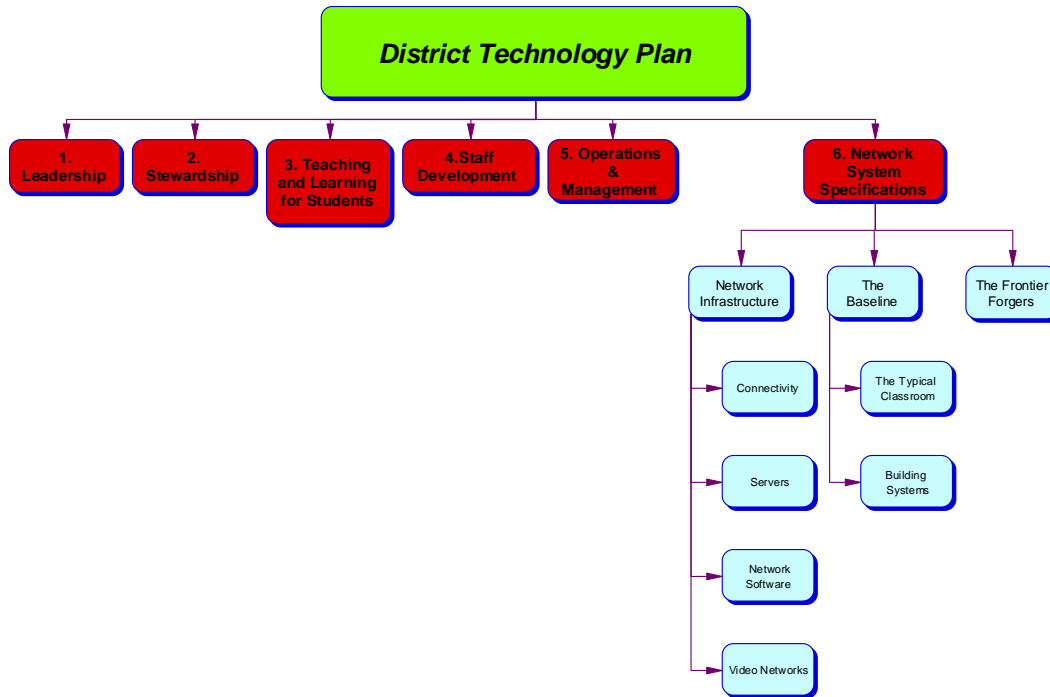 District Technology Plan
1.
Leadership
2.
Stewardship
3. Teaching
and Learning
for Students
4.Staff
Development
5. Operations
&
Management
6. Network
System
Specifications
Network
Infrastructure
The
Baseline
The Frontier
Forgers
Connectivity
The Typical
Classroom
Servers
Building
Systems
Network
Software
Video Networks